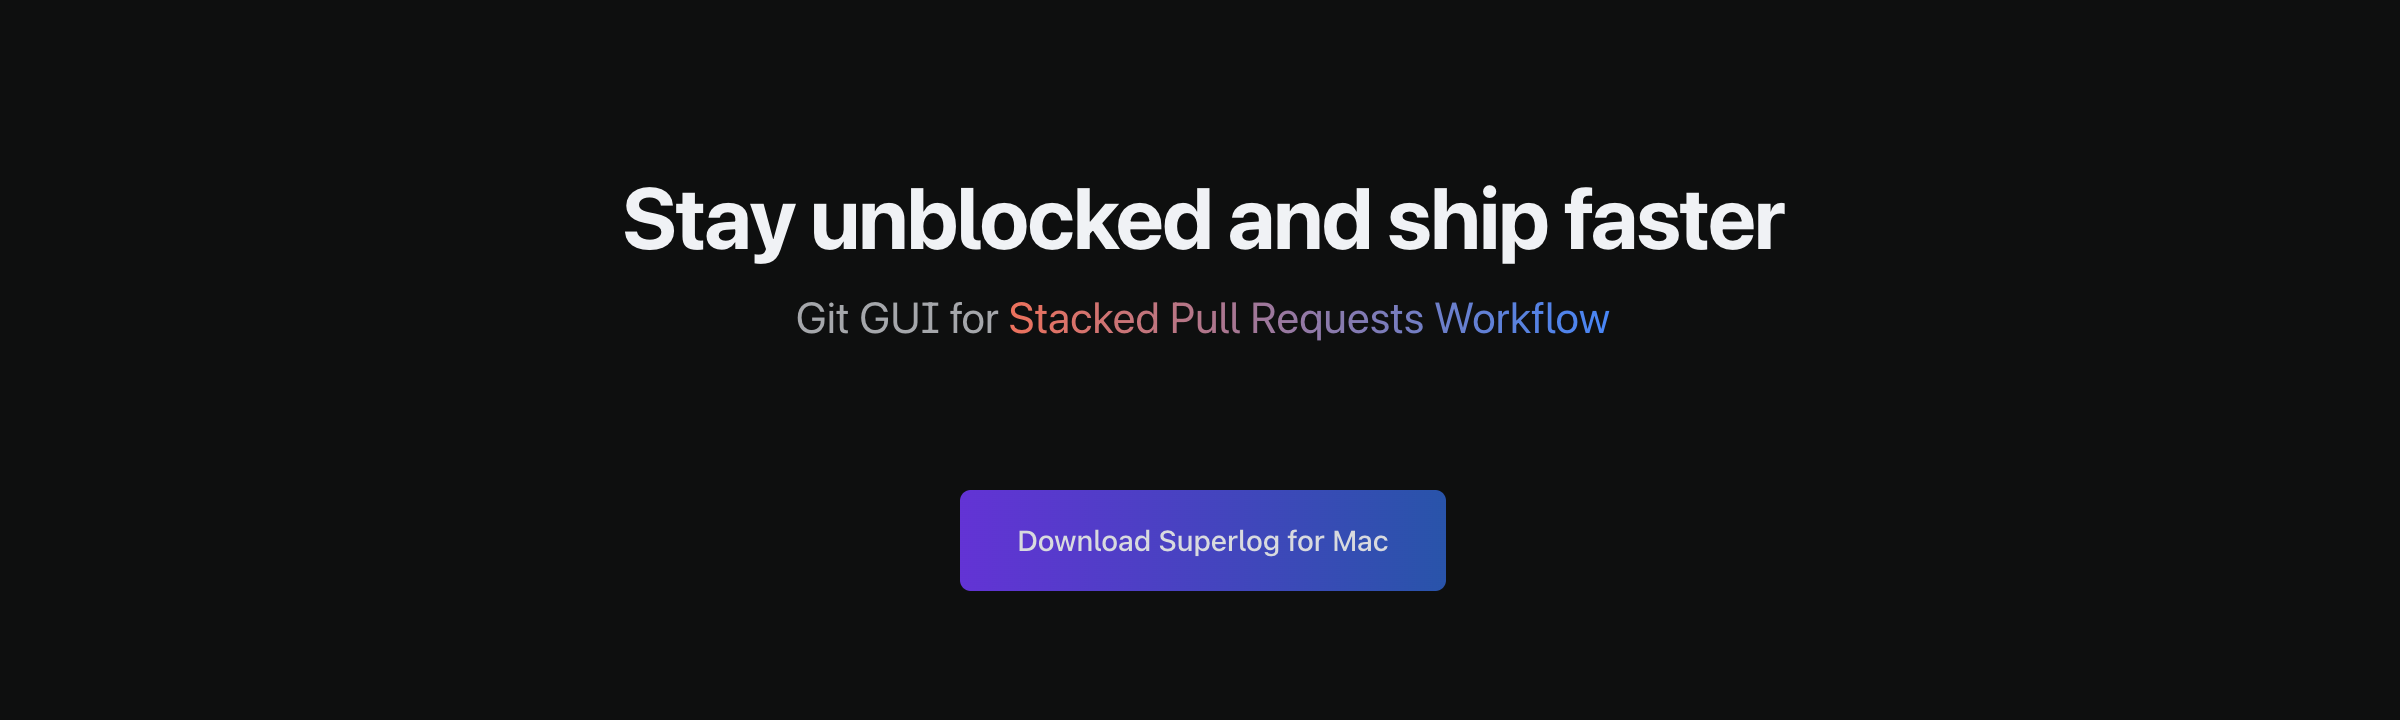 Stay unblocked and ship faster
Git GUI for Stacked Pull Requests Workflow
Download Superlog for Mac